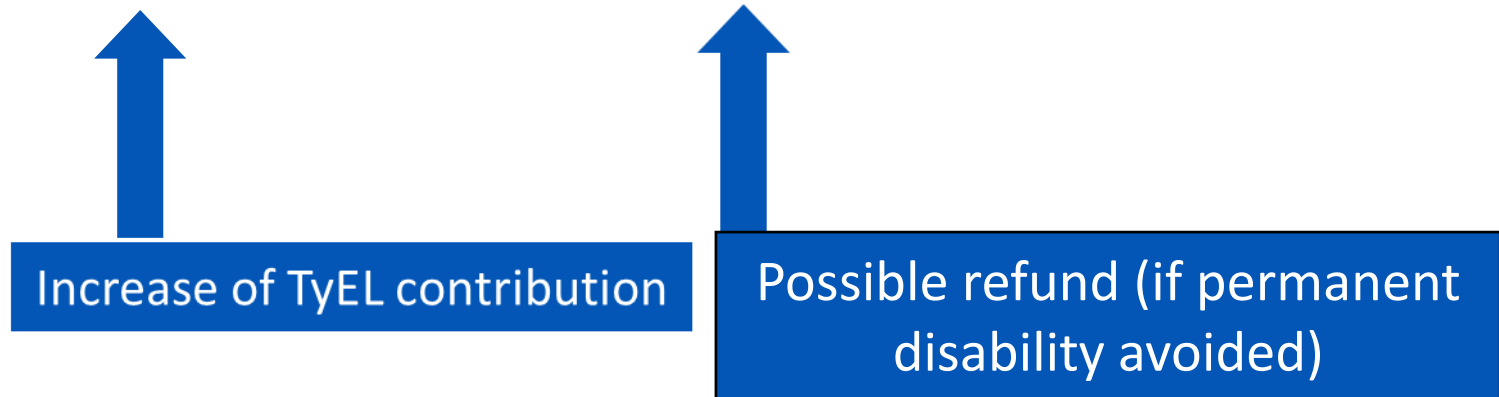 Increase of TyEL contribution
Possible refund (if permanent
disability avoided)